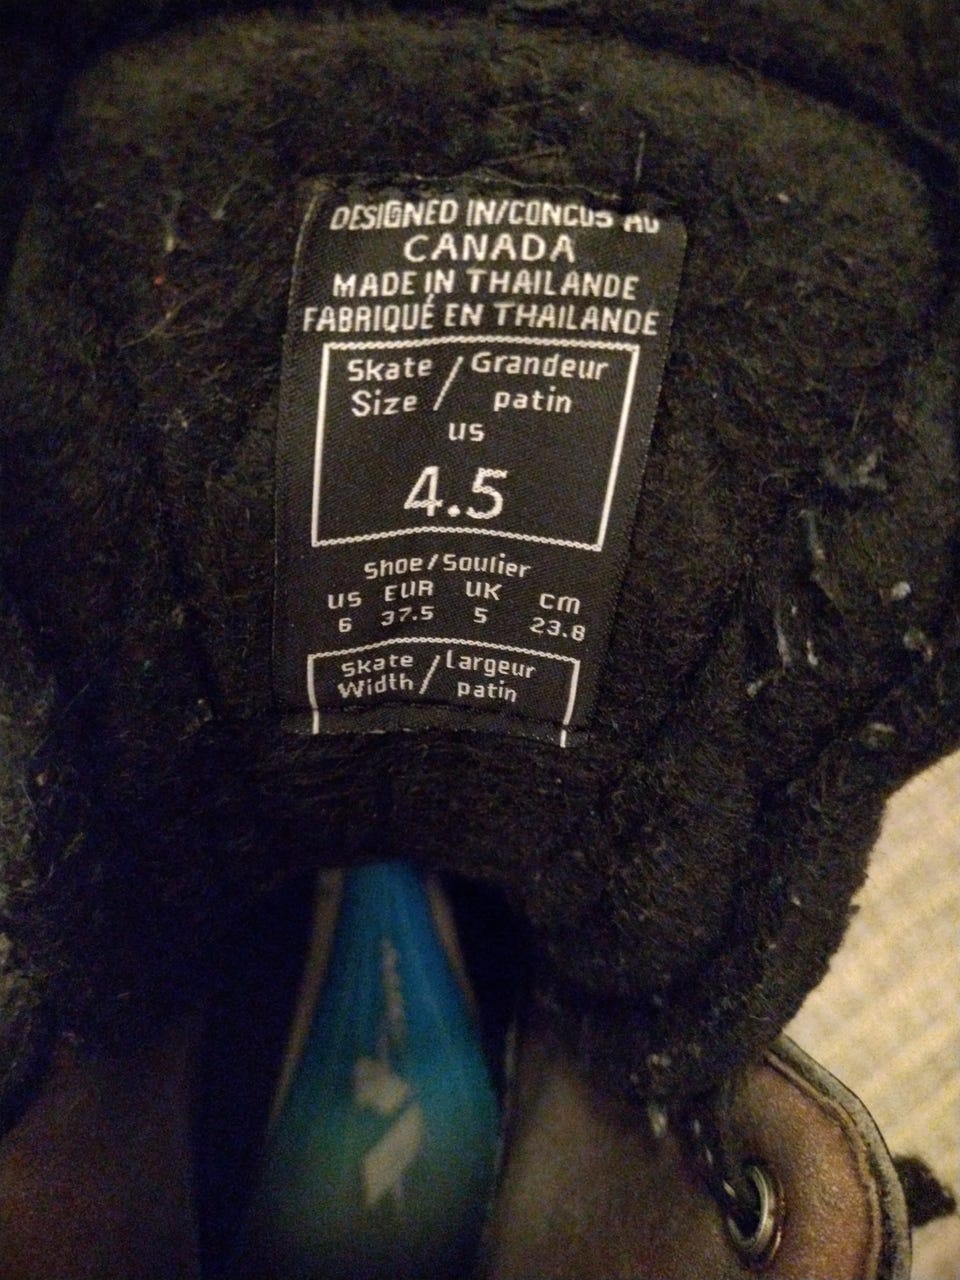 DESIGNED IN/CONCUS AU
CANADA
MADE IN THAILANDE
FABRIQUÉ EN THAILANDE
Skate / Grandeur
Size / patin
US
4.5
Shoe/Soulier
US EUR UK cm
6 37.5 5 23.8
Skate / Largeur
Width / patin